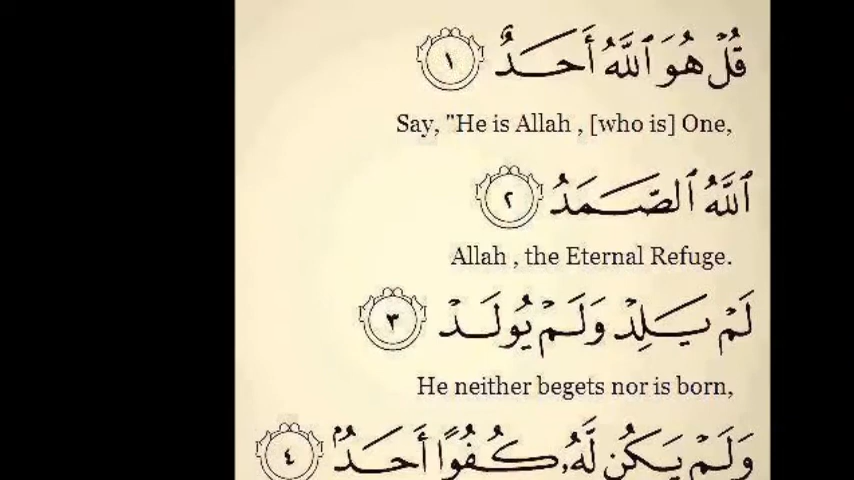 قُلْ هُوَ ٱللَّهُ أَحَدٌ ١
Say, "He is Allah , [who is] One,
ٱللَّهُ ٱلصَّمَدُ ٢
Allah , the Eternal Refuge.
لَمْ يَلِدْ وَلَمْ يُولَدْ ٣
He neither begets nor is born,
وَلَمْ يَكُن لَّهُۥ كُفُوًا أَحَدٌۢ ٤